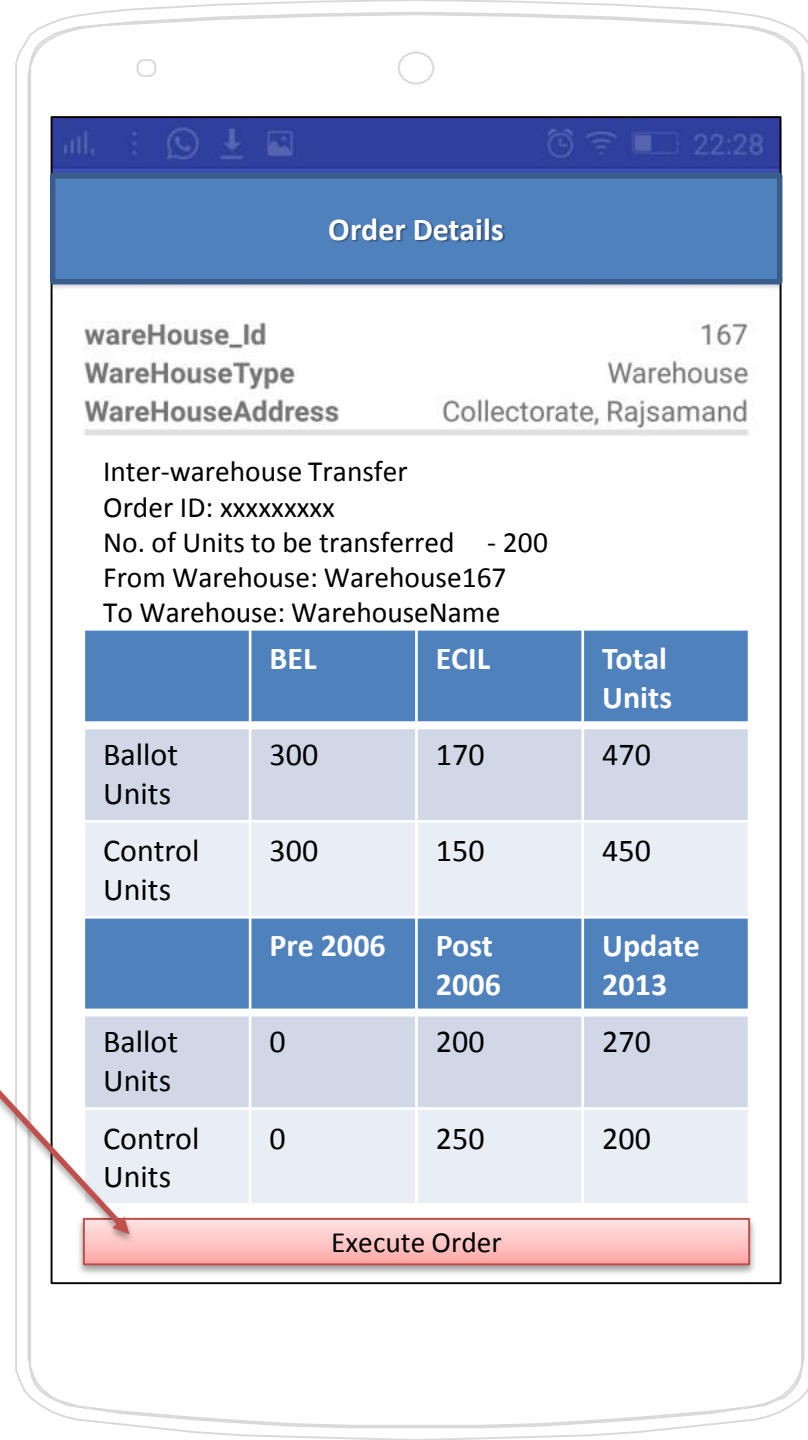 22:28
Order Details
wareHouse_Id 167
WareHouseType Warehouse
WareHouseAddress Collectorate, Rajsamand
Inter-warehouse Transfer
Order ID: xxxxxxxxx
No. of Units to be transferred - 200
From Warehouse: Warehouse167
To Warehouse: WarehouseName
BEL ECIL Total
Units
Ballot 300 170 470
Units
Control 300 150 450
Units
Pre 2006 Post Update
2006 2013
Ballot 0 200 270
Units
Control 0 250 200
Units
Execute Order